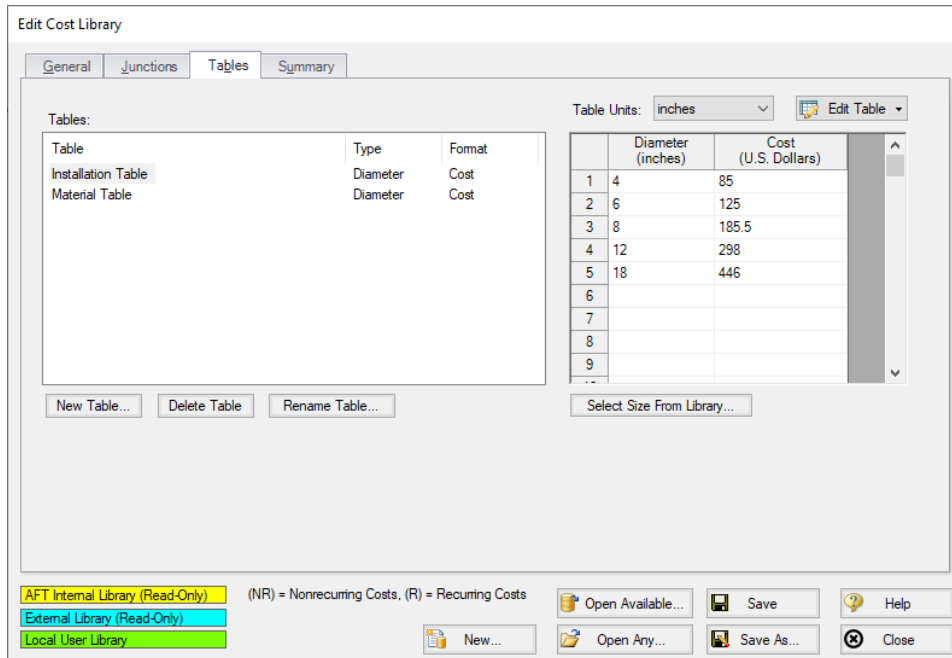 Edit Cost Library
General Junctions Tables Summary
Table Units: inches Edit Table
Tables:
Table Type Format
Installation Table Diameter Cost
Material Table Diameter Cost
Diameter (inches) Cost (U.S. Dollars)
1 4 85
2 6 125
3 8 185.5
4 12 298
5 18 446
6
7
8
9
New Table... Delete Table Rename Table... Select Size From Library...
AFT Internal Library (Read-Only) (NR) = Nonrecurring Costs, (R) = Recurring Costs Open Available... Save Help
External Library (Read-Only)
Local User Library New... Open Any... Save As... Close